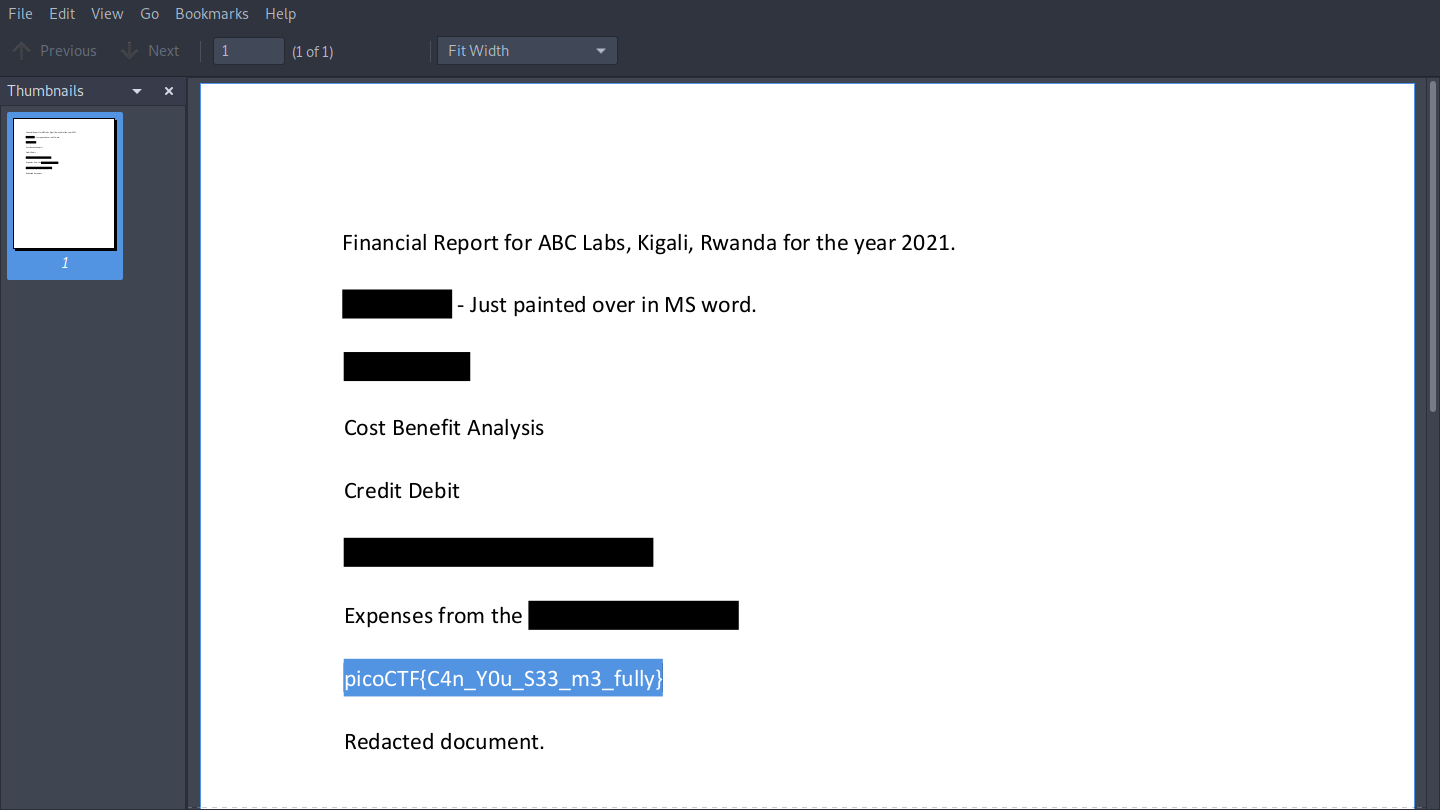 File Edit View Go Bookmarks Help
Previous Next 1 (1 of 1) Fit Width
Thumbnails
1
Financial Report for ABC Labs, Kigali, Rwanda for the year 2021.
- Just painted over in MS word.
Cost Benefit Analysis
Credit Debit
Expenses from the
picoCTF{C4n_Y0u_S33_m3_fully}
Redacted document.